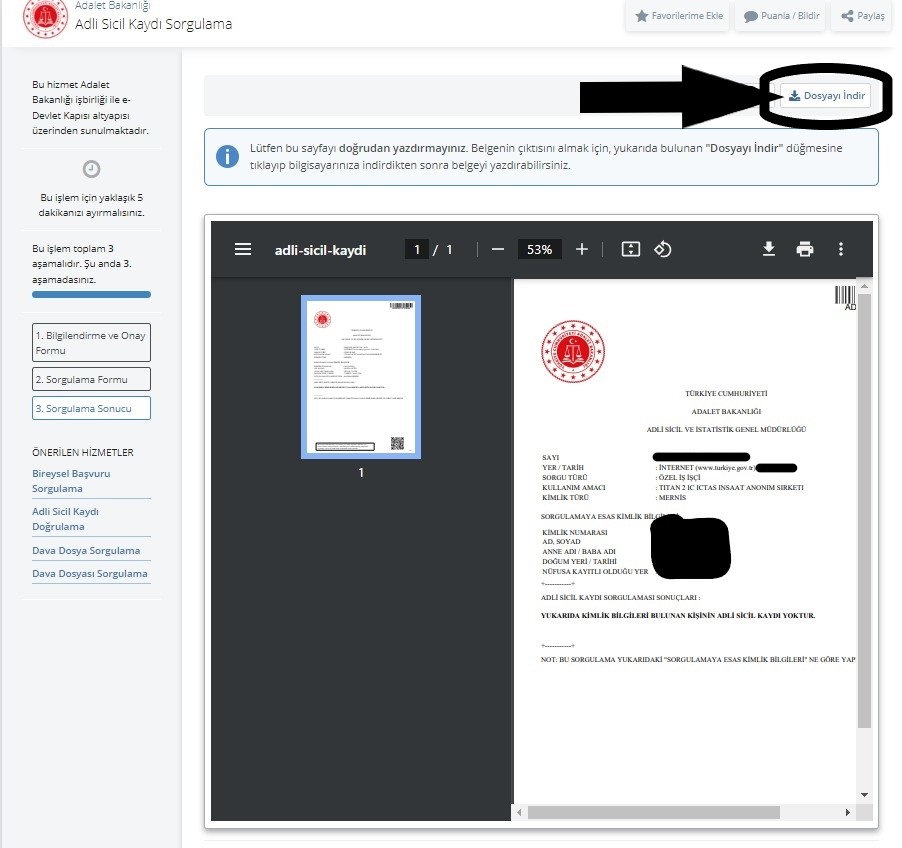 Adalet Bakanlığı
Adli Sicil Kaydı Sorgulama
Favorilerime Ekle
Puanla / Bildir
Paylaş
Bu hizmet Adalet
Bakanlığı işbirliği ile e-
Devlet Kapısı altyapısı
üzerinden sunulmaktadır.
Bu işlem için yaklaşık 5
dakikanızı ayırmalısınız.
Bu işlem toplam 3
aşamalıdır. Şu anda 3.
aşamadasınız.
1. Bilgilendirme ve Onay
Formu
2. Sorgulama Formu
3. Sorgulama Sonucu
ÖNERİLEN HİZMETLER
Bireysel Başvuru
Sorgulama
Adli Sicil Kaydı
Doğrulama
Dava Dosya Sorgulama
Dava Dosyası Sorgulama
Dosyayı İndir
Lütfen bu sayfayı doğrudan yazdırmayınız. Belgenin çıktısını almak için, yukarıda bulunan "Dosyayı İndir" düğmesine
tıklayıp bilgisayarınıza indirdikten sonra belgeyi yazdırabilirsiniz.
adli-sicil-kaydi
1 / 1
53%
1
AD
TÜRKİYE CUMHURİYETİ
ADALET BAKANLIĞI
ADLİ SİCİL VE İSTATİSTİK GENEL MÜDÜRLÜĞÜ
SAYI
YER / TARİH : İNTERNET (www.turkiye.gov.tr)
SORGU TÜRÜ : ÖZEL İŞ İŞÇİ
KULLANIM AMACI : TITAN 2 IC ICTAS INSAAT ANONIM SIRKETI
KİMLİK TÜRÜ : MERNİS
SORGULAMAYA ESAS KİMLİK
KİMLİK NUMARASI
AD, SOYAD
ANNE ADI / BABA ADI
DOĞUM YERİ / TARİHİ
NÜFUSA KAYITLI OLDUĞU YER
+-----------+
ADLİ SİCİL KAYDI SORGULAMASI SONUÇLARI :
YUKARIDA KİMLİK BİLGİLERİ BULUNAN KİŞİNİN ADLİ SİCİL KAYDI YOKTUR.
+-----------+
NOT: BU SORGULAMA YUKARIDAKİ "SORGULAMAYA ESAS KİMLİK BİLGİLERİ" NE GÖRE YAP